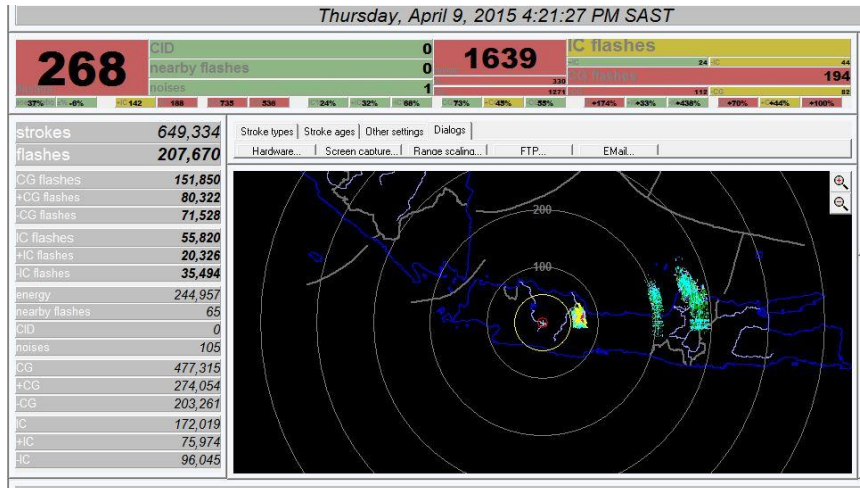 Thursday, April 9, 2015 4:21:27 PM SAST
268
CID 0
nearby flashes 0
noises 1
1639
330
1271
IC flashes
24 44
CG flashes 194
112 82
37% -6% +IC 142 188 735 536 24% +32% 68% 73% -45% 55% +174% +33% +438% +70% +44% +100%
strokes 649,334
flashes 207,670
CG flashes 151,850
+CG flashes 80,322
-CG flashes 71,528
IC flashes 55,820
+IC flashes 20,326
-IC flashes 35,494
energy 244,957
nearby flashes 65
CID 0
noises 105
CG 477,315
+CG 274,054
-CG 203,261
IC 172,019
+IC 75,974
-IC 96,045
Stroke types Stroke ages Other settings Dialogs
Hardware... Screen capture... Range scaling... FTP... EMail...
200
100